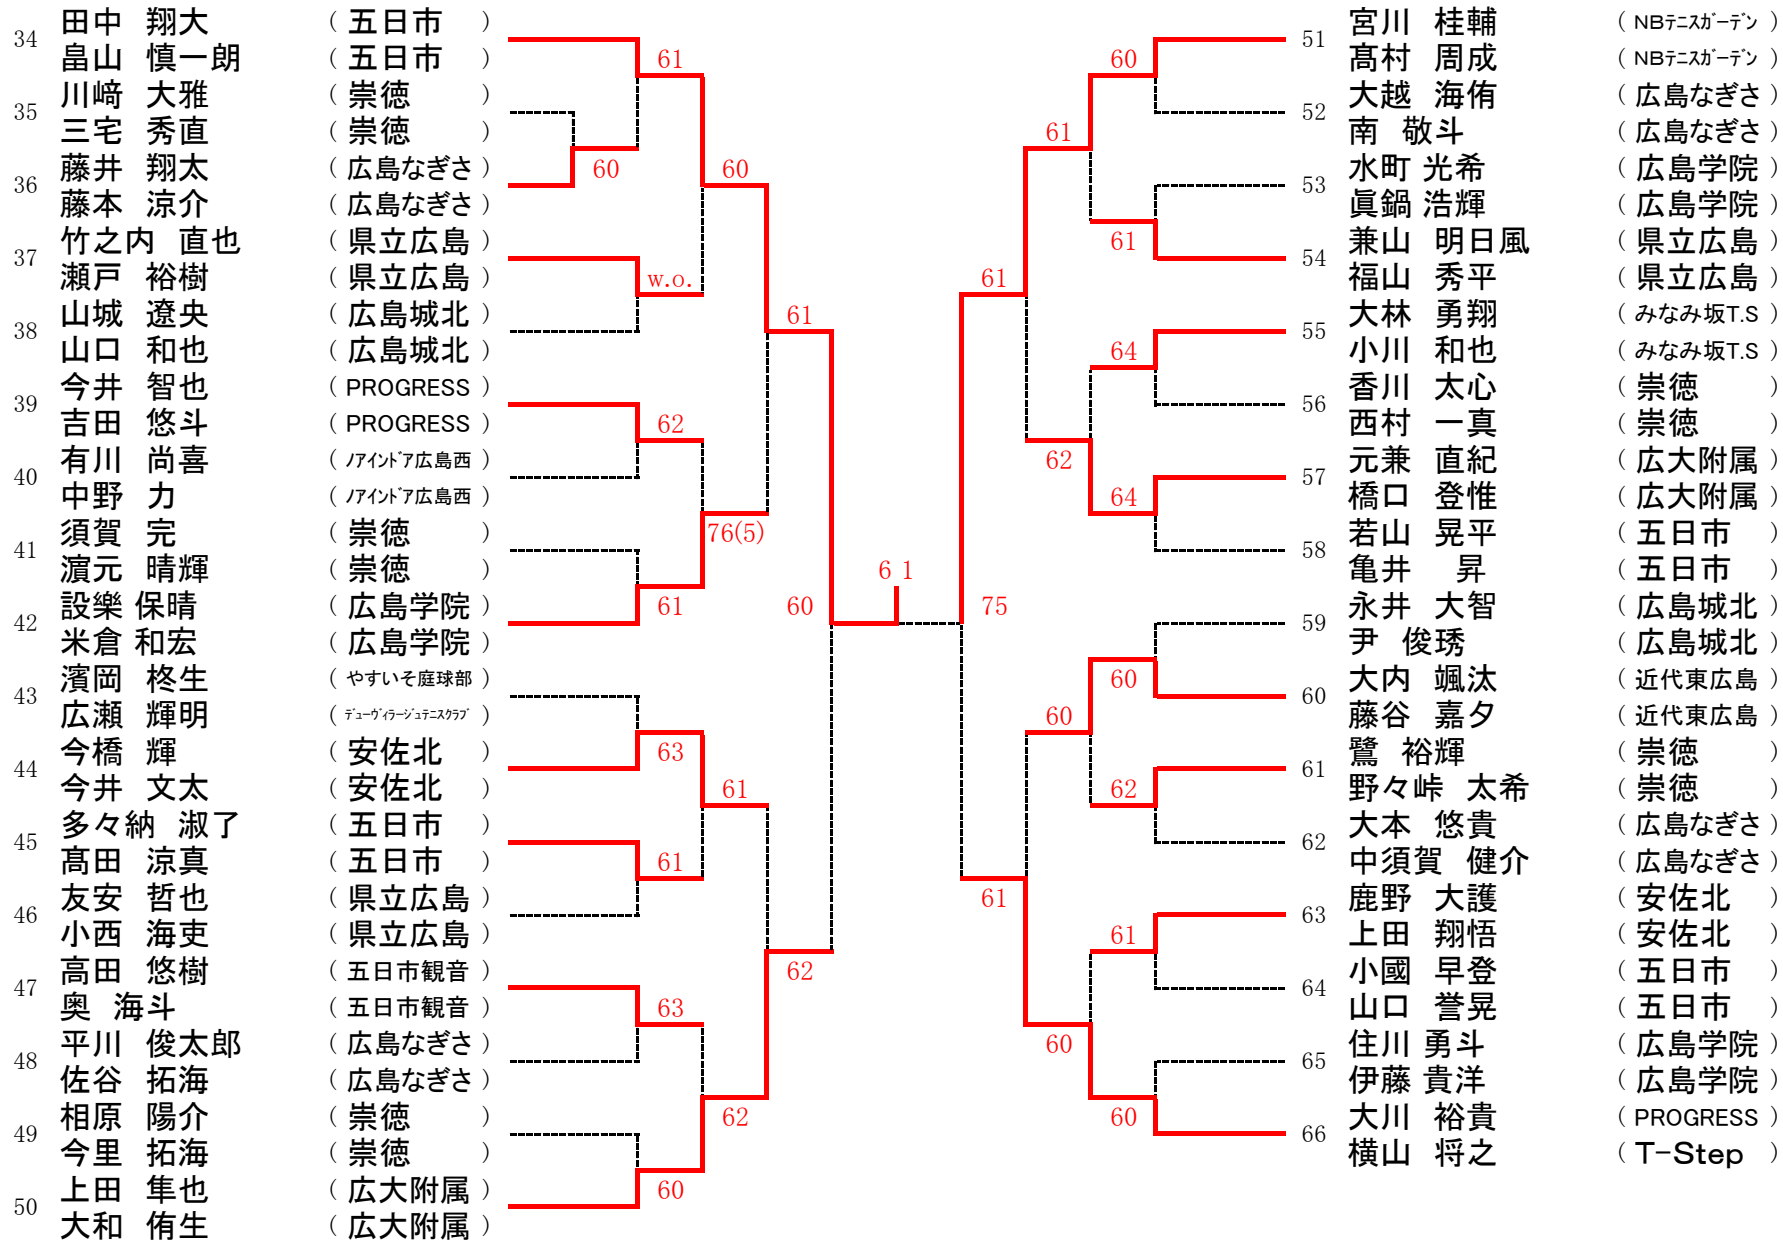 34 田中 翔大 ( 五日市 )
畠山 慎一朗 ( 五日市 )
35 川﨑 大雅 ( 崇徳 )
三宅 秀直 ( 崇徳 )
36 藤井 翔太 ( 広島なぎさ )
藤本 涼介 ( 広島なぎさ )
37 竹之内 直也 ( 県立広島 )
瀬戸 裕樹 ( 県立広島 )
38 山城 遼央 ( 広島城北 )
山口 和也 ( 広島城北 )
39 今井 智也 ( PROGRESS )
吉田 悠斗 ( PROGRESS )
40 有川 尚喜 ( ﾉｱｲﾝﾄﾞｱ広島西 )
中野 力 ( ﾉｱｲﾝﾄﾞｱ広島西 )
41 須賀 完 ( 崇徳 )
濵元 晴輝 ( 崇徳 )
42 設樂 保晴 ( 広島学院 )
米倉 和宏 ( 広島学院 )
43 濱岡 柊生 ( やすいそ庭球部 )
広瀬 輝明 ( ﾃﾞｭｰｳﾞｨﾗｰｼﾞｭﾃﾆｽｸﾗﾌﾞ )
44 今橋 輝 ( 安佐北 )
今井 文太 ( 安佐北 )
45 多々納 淑了 ( 五日市 )
髙田 涼真 ( 五日市 )
46 友安 哲也 ( 県立広島 )
小西 海吏 ( 県立広島 )
47 高田 悠樹 ( 五日市観音 )
奥 海斗 ( 五日市観音 )
48 平川 俊太郎 ( 広島なぎさ )
佐谷 拓海 ( 広島なぎさ )
49 相原 陽介 ( 崇徳 )
今里 拓海 ( 崇徳 )
50 上田 隼也 ( 広大附属 )
大和 侑生 ( 広大附属 )
61
60
60
w.o.
61
62
76(5)
61
60
63
61
61
62
63
62
60
6 1
60
61
61
61
64
62
64
75
60
60
62
61
61
60
60
51 宮川 桂輔 ( NBﾃﾆｽｶﾞｰﾃﾞﾝ )
髙村 周成 ( NBﾃﾆｽｶﾞｰﾃﾞﾝ )
52 大越 海侑 ( 広島なぎさ )
南 敬斗 ( 広島なぎさ )
53 水町 光希 ( 広島学院 )
眞鍋 浩輝 ( 広島学院 )
54 兼山 明日風 ( 県立広島 )
福山 秀平 ( 県立広島 )
55 大林 勇翔 ( みなみ坂T.S )
小川 和也 ( みなみ坂T.S )
56 香川 太心 ( 崇徳 )
西村 一真 ( 崇徳 )
57 元兼 直紀 ( 広大附属 )
橋口 登惟 ( 広大附属 )
58 若山 晃平 ( 五日市 )
亀井 昇 ( 五日市 )
59 永井 大智 ( 広島城北 )
尹 俊琇 ( 広島城北 )
60 大内 颯汰 ( 近代東広島 )
藤谷 嘉夕 ( 近代東広島 )
61 鷺 裕輝 ( 崇徳 )
野々峠 太希 ( 崇徳 )
62 大本 悠貴 ( 広島なぎさ )
中須賀 健介 ( 広島なぎさ )
63 鹿野 大護 ( 安佐北 )
上田 翔悟 ( 安佐北 )
64 小國 早登 ( 五日市 )
山口 誉晃 ( 五日市 )
65 住川 勇斗 ( 広島学院 )
伊藤 貴洋 ( 広島学院 )
66 大川 裕貴 ( PROGRESS )
横山 将之 ( T-Step )